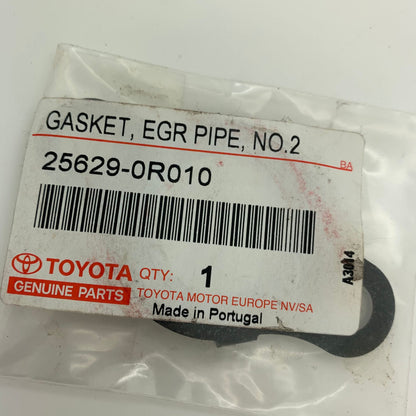 GASKET, EGR PIPE, NO.2
BA
25629-0R010
TOYOTA QTY: 1
GENUINE PARTS TOYOTA MOTOR EUROPE NV/SA
Made in Portugal
A3014